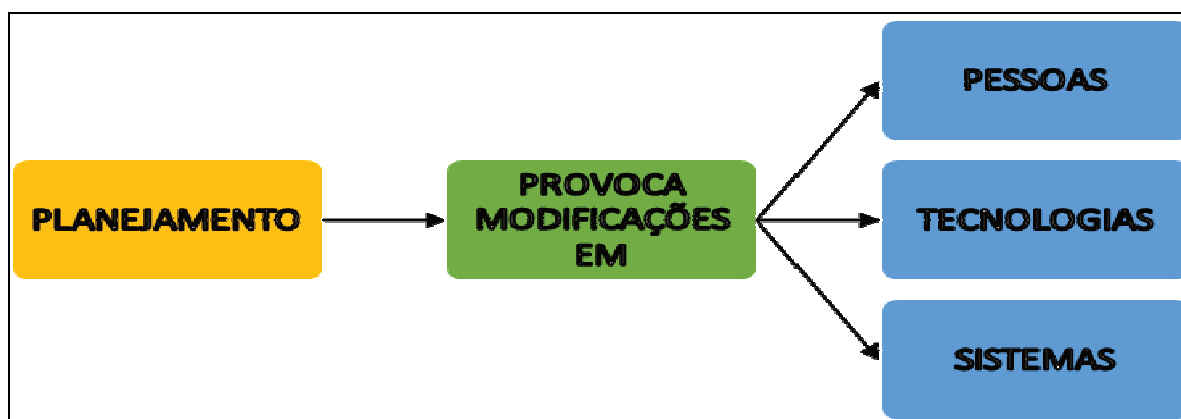 PLANEJAMENTO
PROVOCA
MODIFICAÇÕES
EM
PESSOAS
TECNOLOGIAS
SISTEMAS